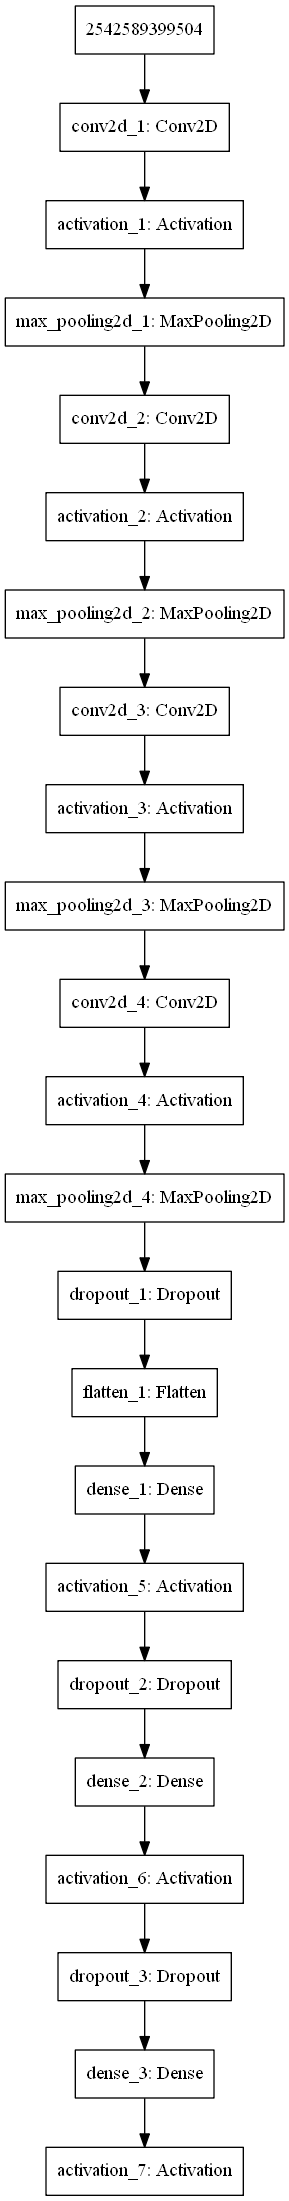 2542589399504
conv2d_1: Conv2D
activation_1: Activation
max_pooling2d_1: MaxPooling2D
conv2d_2: Conv2D
activation_2: Activation
max_pooling2d_2: MaxPooling2D
conv2d_3: Conv2D
activation_3: Activation
max_pooling2d_3: MaxPooling2D
conv2d_4: Conv2D
activation_4: Activation
max_pooling2d_4: MaxPooling2D
dropout_1: Dropout
flatten_1: Flatten
dense_1: Dense
activation_5: Activation
dropout_2: Dropout
dense_2: Dense
activation_6: Activation
dropout_3: Dropout
dense_3: Dense
activation_7: Activation